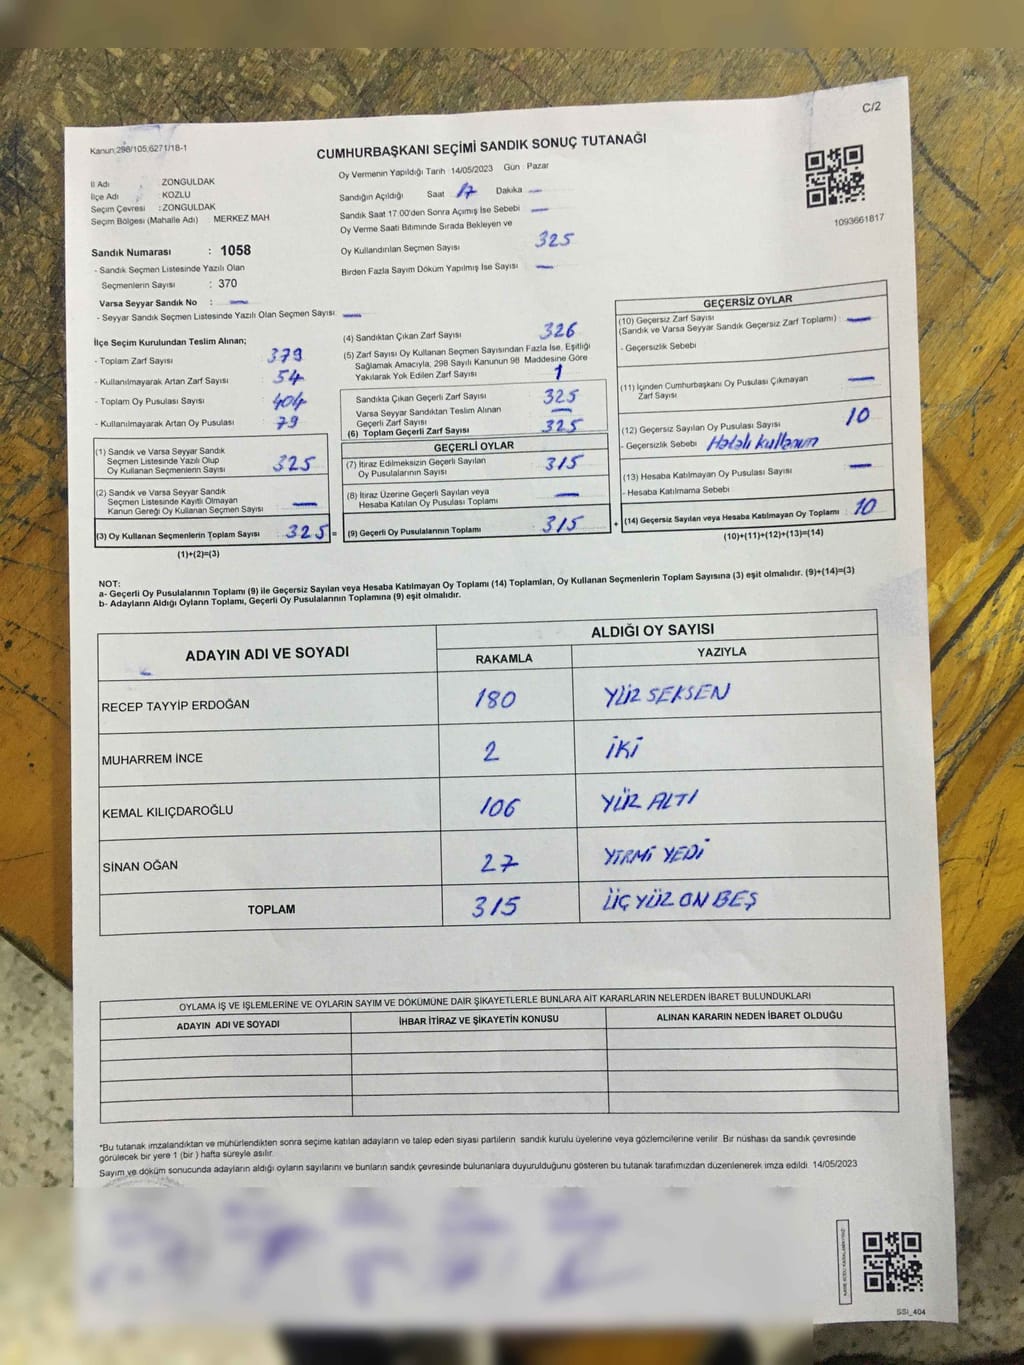 C/2
Kanun;298/105;6271/18-1
CUMHURBAŞKANI SEÇİMİ SANDIK SONUÇ TUTANAĞI
İl Adı : ZONGULDAK
İlçe Adı : KOZLU
Seçim Çevresi : ZONGULDAK
Seçim Bölgesi (Mahalle Adı) MERKEZ MAH
Sandık Numarası : 1058
- Sandık Seçmen Listesinde Yazılı Olan
Seçmenlerin Sayısı : 370
Varsa Seyyar Sandık No : —
- Seyyar Sandık Seçmen Listesinde Yazılı Olan Seçmen Sayısı: —
Oy Vermenin Yapıldığı Tarih 14/05/2023 Gün Pazar
Sandığın Açıldığı Saat 17 Dakika —
Sandık Saat 17.00'den Sonra Açımış İse Sebebi —
Oy Verme Saati Bitiminde Sırada Bekleyen ve
Oy Kullandırılan Seçmen Sayısı 325
Birden Fazla Sayım Döküm Yapılmış İse Sayısı —
1093661817
İlçe Seçim Kurulundan Teslim Alınan;
- Toplam Zarf Sayısı 379
- Kullanılmayarak Artan Zarf Sayısı 54
- Toplam Oy Pusulası Sayısı 404
- Kullanılmayarak Artan Oy Pusulası 79
(1) Sandık ve Varsa Seyyar Sandık
Seçmen Listesinde Yazılı Olup
Oy Kullanan Seçmenlerin Sayısı 325
(2) Sandık ve Varsa Seyyar Sandık
Seçmen Listesinde Kayıtlı Olmayan
Kanun Gereği Oy Kullanan Seçmen Sayısı —
(3) Oy Kullanan Seçmenlerin Toplam Sayısı 325 =
(1)+(2)=(3)
(4) Sandıktan Çıkan Zarf Sayısı 326
(5) Zarf Sayısı Oy Kullanan Seçmen Sayısından Fazla İse, Eşitliği
Sağlamak Amacıyla, 298 Sayılı Kanunun 98 Maddesine Göre
Yakılarak Yok Edilen Zarf Sayısı 1
Sandıkta Çıkan Geçerli Zarf Sayısı 325
Varsa Seyyar Sandıktan Teslim Alınan
Geçerli Zarf Sayısı —
(6) Toplam Geçerli Zarf Sayısı 325
GEÇERLİ OYLAR
(7) İtiraz Edilmeksizin Geçerli Sayılan
Oy Pusulalarının Sayısı 315
(8) İtiraz Üzerine Geçerli Sayılan veya
Hesaba Katılan Oy Pusulası Toplamı —
(9) Geçerli Oy Pusulalarının Toplamı 315 +
GEÇERSİZ OYLAR
(10) Geçersiz Zarf Sayısı
(Sandık ve Varsa Seyyar Sandık Geçersiz Zarf Toplamı) —
- Geçersizlik Sebebi
(11) İçinden Cumhurbaşkanı Oy Pusulası Çıkmayan
Zarf Sayısı —
(12) Geçersiz Sayılan Oy Pusulası Sayısı 10
- Geçersizlik Sebebi Hatalı kullanım
(13) Hesaba Katılmayan Oy Pusulası Sayısı —
- Hesaba Katılmama Sebebi
(14) Geçersiz Sayılan veya Hesaba Katılmayan Oy Toplamı 10
(10)+(11)+(12)+(13)=(14)
NOT:
a- Geçerli Oy Pusulalarının Toplamı (9) ile Geçersiz Sayılan veya Hesaba Katılmayan Oy Toplamı (14) Toplamları, Oy Kullanan Seçmenlerin Toplam Sayısına (3) eşit olmalıdır. (9)+(14)=(3)
b- Adayların Aldığı Oyların Toplamı, Geçerli Oy Pusulalarının Toplamına (9) eşit olmalıdır.
ADAYIN ADI VE SOYADI ALDIĞI OY SAYISI
RAKAMLA YAZIYLA
RECEP TAYYİP ERDOĞAN 180 YÜZ SEKSEN
MUHARREM İNCE 2 İKİ
KEMAL KILIÇDAROĞLU 106 YÜZ ALTI
SİNAN OĞAN 27 YİRMİ YEDİ
TOPLAM 315 ÜÇ YÜZ ON BEŞ
OYLAMA İŞ VE İŞLEMLERİNE VE OYLARIN SAYIM VE DÖKÜMÜNE DAİR ŞİKAYETLERLE BUNLARA AİT KARARLARIN NELERDEN İBARET BULUNDUKLARI
ADAYIN ADI VE SOYADI İHBAR İTİRAZ VE ŞİKAYETİN KONUSU ALINAN KARARIN NEDEN İBARET OLDUĞU
*Bu tutanak imzalandıktan ve mühürlendikten sonra seçime katılan adayların ve talep eden siyasi partilerin sandık kurulu üyelerine veya gözlemcilerine verilir. Bir nüshası da sandık çevresinde
görülecek bir yere 1 (bir ) hafta süreyle asılır.
Sayım ve döküm sonucunda adayların aldığı oyların sayılarını ve bunların sandık çevresinde bulunanlara duyurulduğunu gösteren bu tutanak tarafımızdan düzenlenerek imza edildi. 14/05/2023
SSI_404